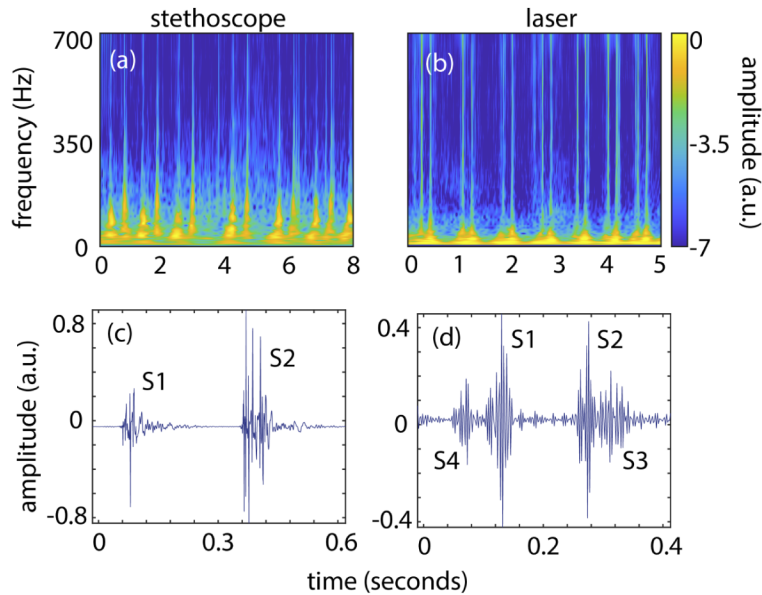 stethoscope
laser
frequency (Hz)
700
350
0
(a)
0 2 4 6 8
(b)
0 1 2 3 4 5
0
-3.5
-7
amplitude (a.u.)
amplitude (a.u.)
0.8
0
-0.8
(c)
S1
S2
0 0.3 0.6
0.4
0
-0.4
(d)
S1
S2
S4
S3
0 0.2 0.4
time (seconds)